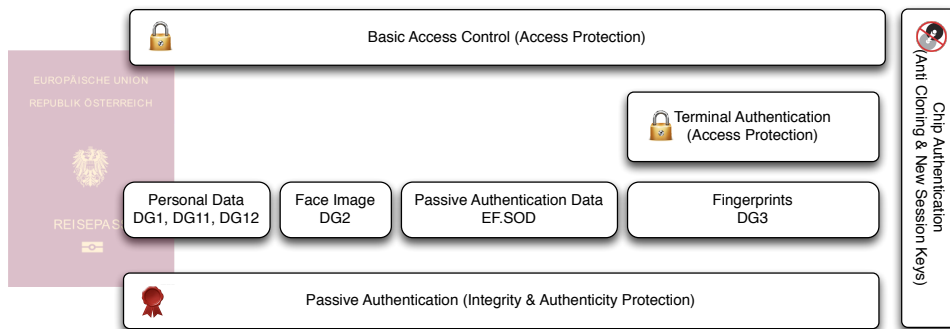 Basic Access Control (Access Protection)
EUROPÄISCHE UNION
REPUBLIK ÖSTERREICH
REISEPASS
Terminal Authentication
(Access Protection)
Personal Data
DG1, DG11, DG12
Face Image
DG2
Passive Authentication Data
EF.SOD
Fingerprints
DG3
Passive Authentication (Integrity & Authenticity Protection)
Chip Authentication
(Anti Cloning & New Session Keys)